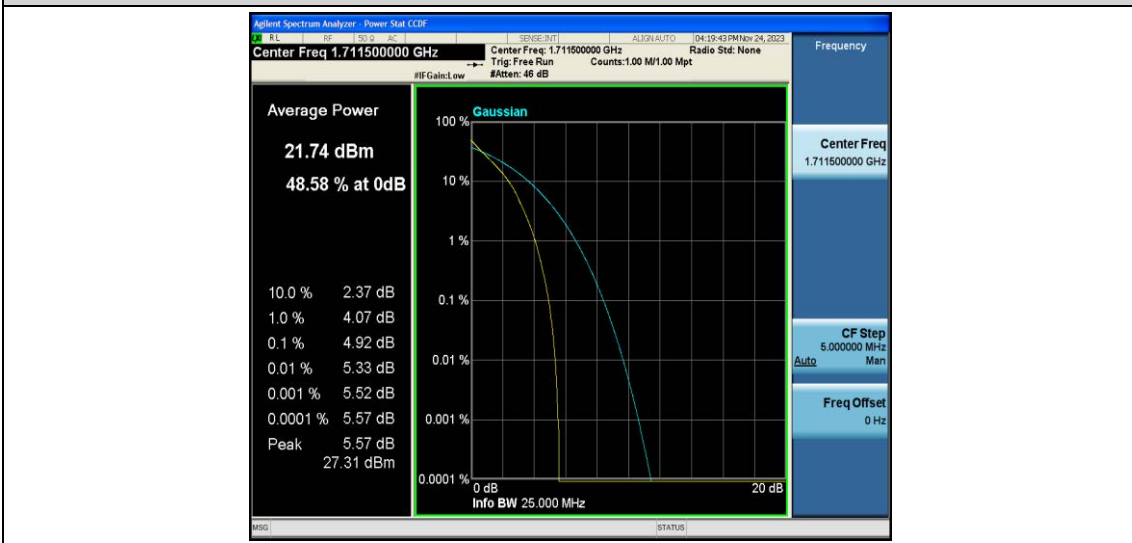 Agilent Spectrum Analyzer - Power Stat CCDF
RL RF 50 Ω AC SENSE:INT ALIGN AUTO 04:19:43 PM Nov 24, 2023
Center Freq 1.711500000 GHz
Center Freq: 1.711500000 GHz Radio Std: None
Trig: Free Run Counts:1.00 M/1.00 Mpt
#IFGain:Low #Atten: 46 dB
Frequency
Average Power
21.74 dBm
48.58 % at 0dB
10.0 % 2.37 dB
1.0 % 4.07 dB
0.1 % 4.92 dB
0.01 % 5.33 dB
0.001 % 5.52 dB
0.0001 % 5.57 dB
Peak 5.57 dB
27.31 dBm
Gaussian
100 %
10 %
1 %
0.1 %
0.01 %
0.001 %
0.0001 %
0 dB 20 dB
Info BW 25.000 MHz
Center Freq
1.711500000 GHz
CF Step
5.000000 MHz
Auto Man
Freq Offset
0 Hz
MSG STATUS